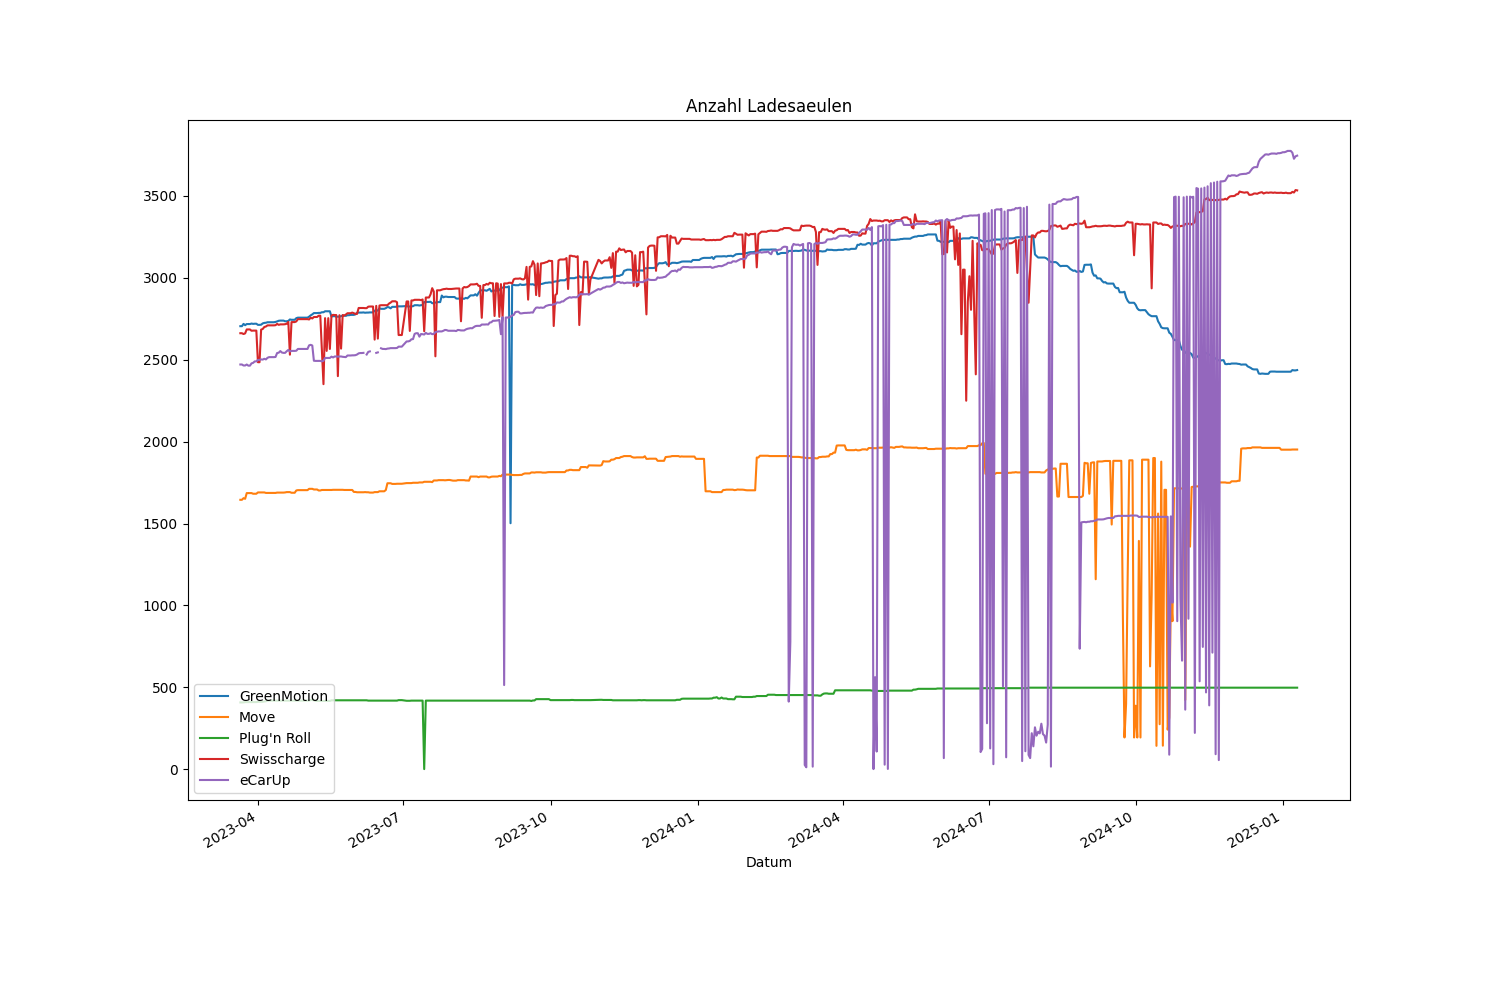 Anzahl Ladesaeulen
3500
3000
2500
2000
1500
1000
500
0
GreenMotion
Move
Plug'n Roll
Swisscharge
eCarUp
2023-04
2023-07
2023-10
2024-01
2024-04
2024-07
2024-10
2025-01
Datum